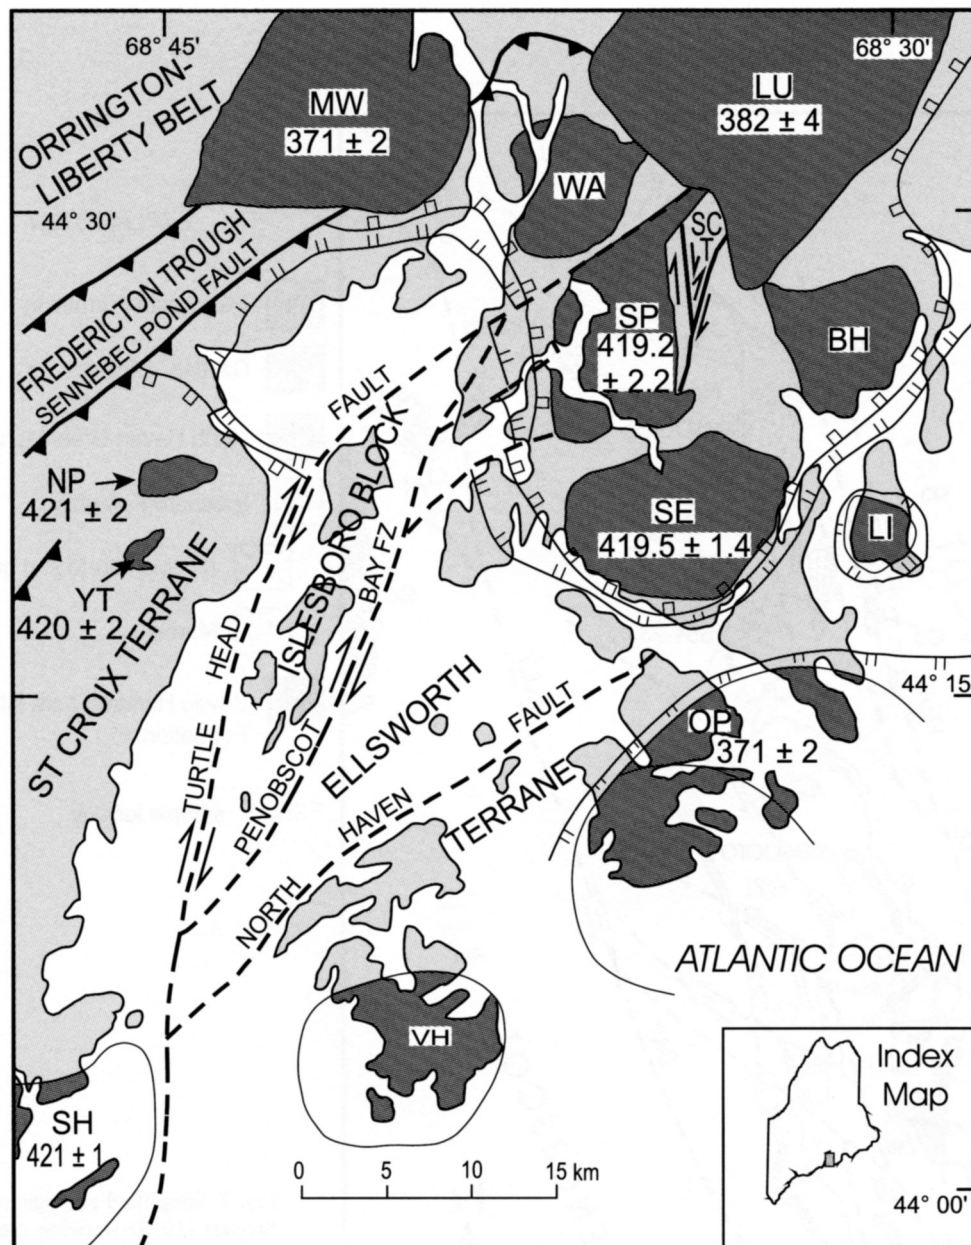 68° 45'
68° 30'
ORRINGTON-
LIBERTY BELT
MW
371 ± 2
LU
382 ± 4
WA
44° 30'
SC
T
FREDERICTON TROUGH
SENNEBEC POND FAULT
SP
419.2
± 2.2
BH
FAULT
NP
421 ± 2
ISLESBORO BLOCK
SE
419.5 ± 1.4
LI
YT
420 ± 2
BAY FZ
ST CROIX TERRANE
HEAD
TURTLE
PENOBSCOT
ELLSWORTH
TERRANE
44° 15'
OP
371 ± 2
NORTH
HAVEN
FAULT
ATLANTIC OCEAN
VH
SH
421 ± 1
0 5 10 15 km
Index
Map
44° 00'